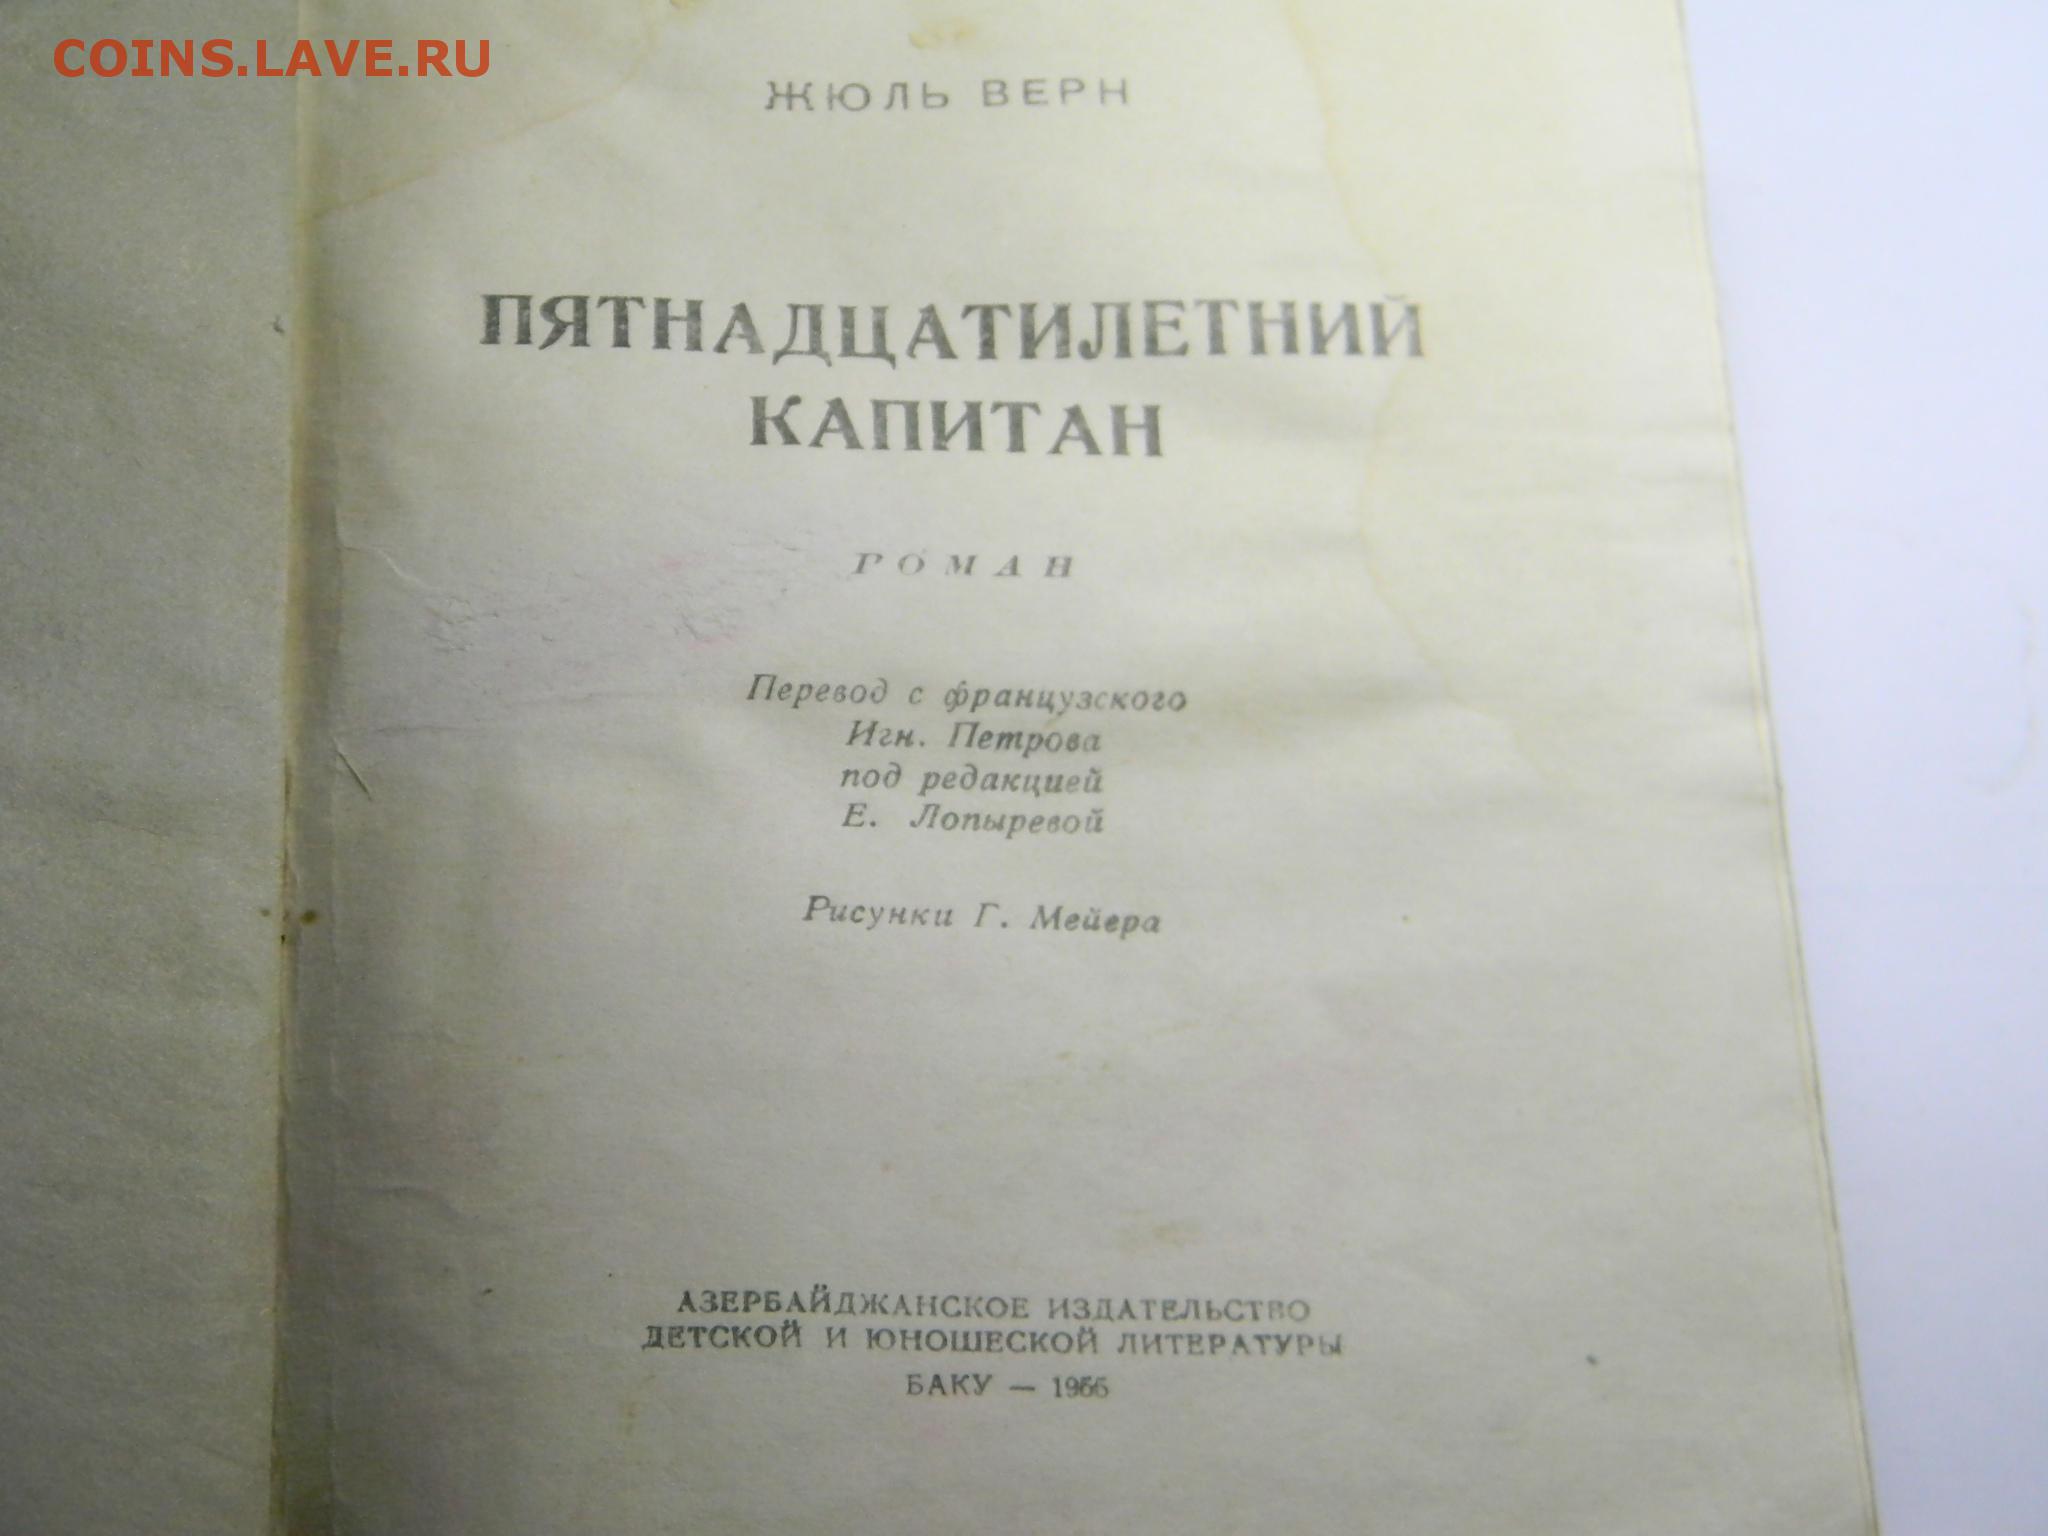 COINS.LAVE.RU
ЖЮЛЬ ВЕРН
ПЯТНАДЦАТИЛЕТНИЙ
КАПИТАН
РОМАН
Перевод с французского
Игн. Петрова
под редакцией
Е. Лопыревой
Рисунки Г. Мейера
АЗЕРБАЙДЖАНСКОЕ ИЗДАТЕЛЬСТВО
ДЕТСКОЙ И ЮНОШЕСКОЙ ЛИТЕРАТУРЫ
БАКУ —